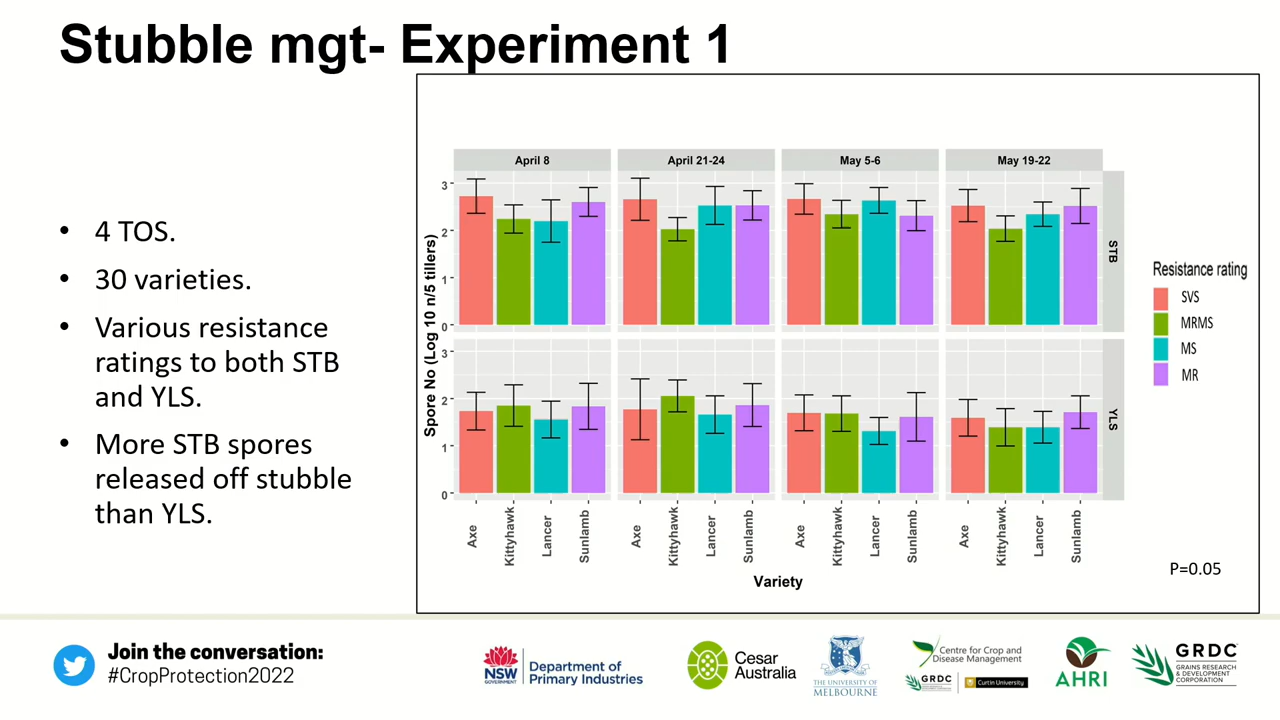 Stubble mgt- Experiment 1
• 4 TOS.
• 30 varieties.
• Various resistance
ratings to both STB
and YLS.
• More STB spores
released off stubble
than YLS.
Spore No (Log 10 n/5 tillers)
April 8
April 21-24
May 5-6
May 19-22
3
2
1
0
STB
3
2
1
0
YLS
Axe
Kittyhawk
Lancer
Sunlamb
Axe
Kittyhawk
Lancer
Sunlamb
Axe
Kittyhawk
Lancer
Sunlamb
Axe
Kittyhawk
Lancer
Sunlamb
Variety
Resistance rating
SVS
MRMS
MS
MR
P=0.05
Join the conversation:
#CropProtection2022
NSW
GOVERNMENT
Department of
Primary Industries
Cesar
Australia
THE UNIVERSITY OF
MELBOURNE
Centre for Crop and
Disease Management
GRDC
Curtin University
AHRI
GRDC
GRAINS RESEARCH
& DEVELOPMENT
CORPORATION